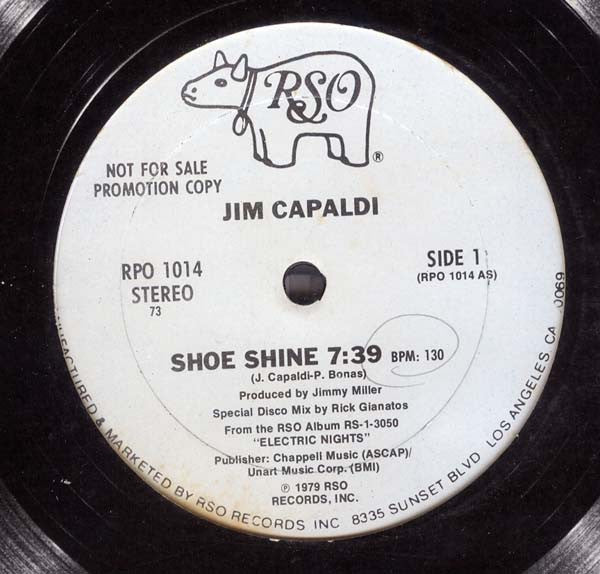 RSO
®
NOT FOR SALE
PROMOTION COPY
JIM CAPALDI
RPO 1014
STEREO
73
SIDE 1
(RPO 1014 AS)
SHOE SHINE 7:39 BPM: 130
(J. Capaldi-P. Bonas)
Produced by Jimmy Miller
Special Disco Mix by Rick Gianatos
From the RSO Album RS-1-3050
"ELECTRIC NIGHTS"
Publisher: Chappell Music (ASCAP)/
Unart Music Corp. (BMI)
℗ 1979 RSO
RECORDS, INC.
UFACTURED & MARKETED BY RSO RECORDS INC 8335 SUNSET BLVD LOS ANGELES CA 0069